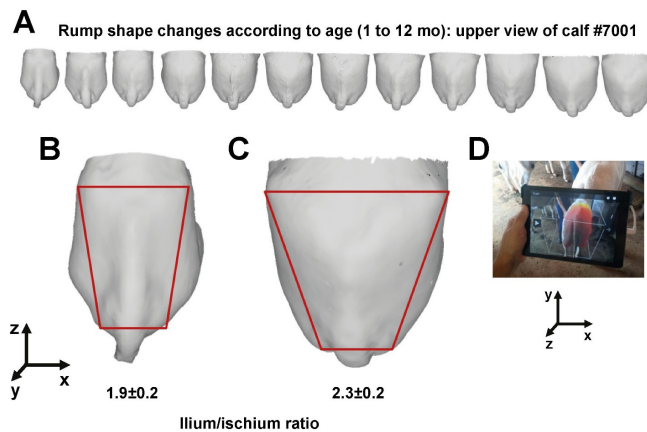 A
Rump shape changes according to age (1 to 12 mo): upper view of calf #7001
B
C
D
z
y
x
y
z
x
1.9±0.2
2.3±0.2
Ilium/ischium ratio